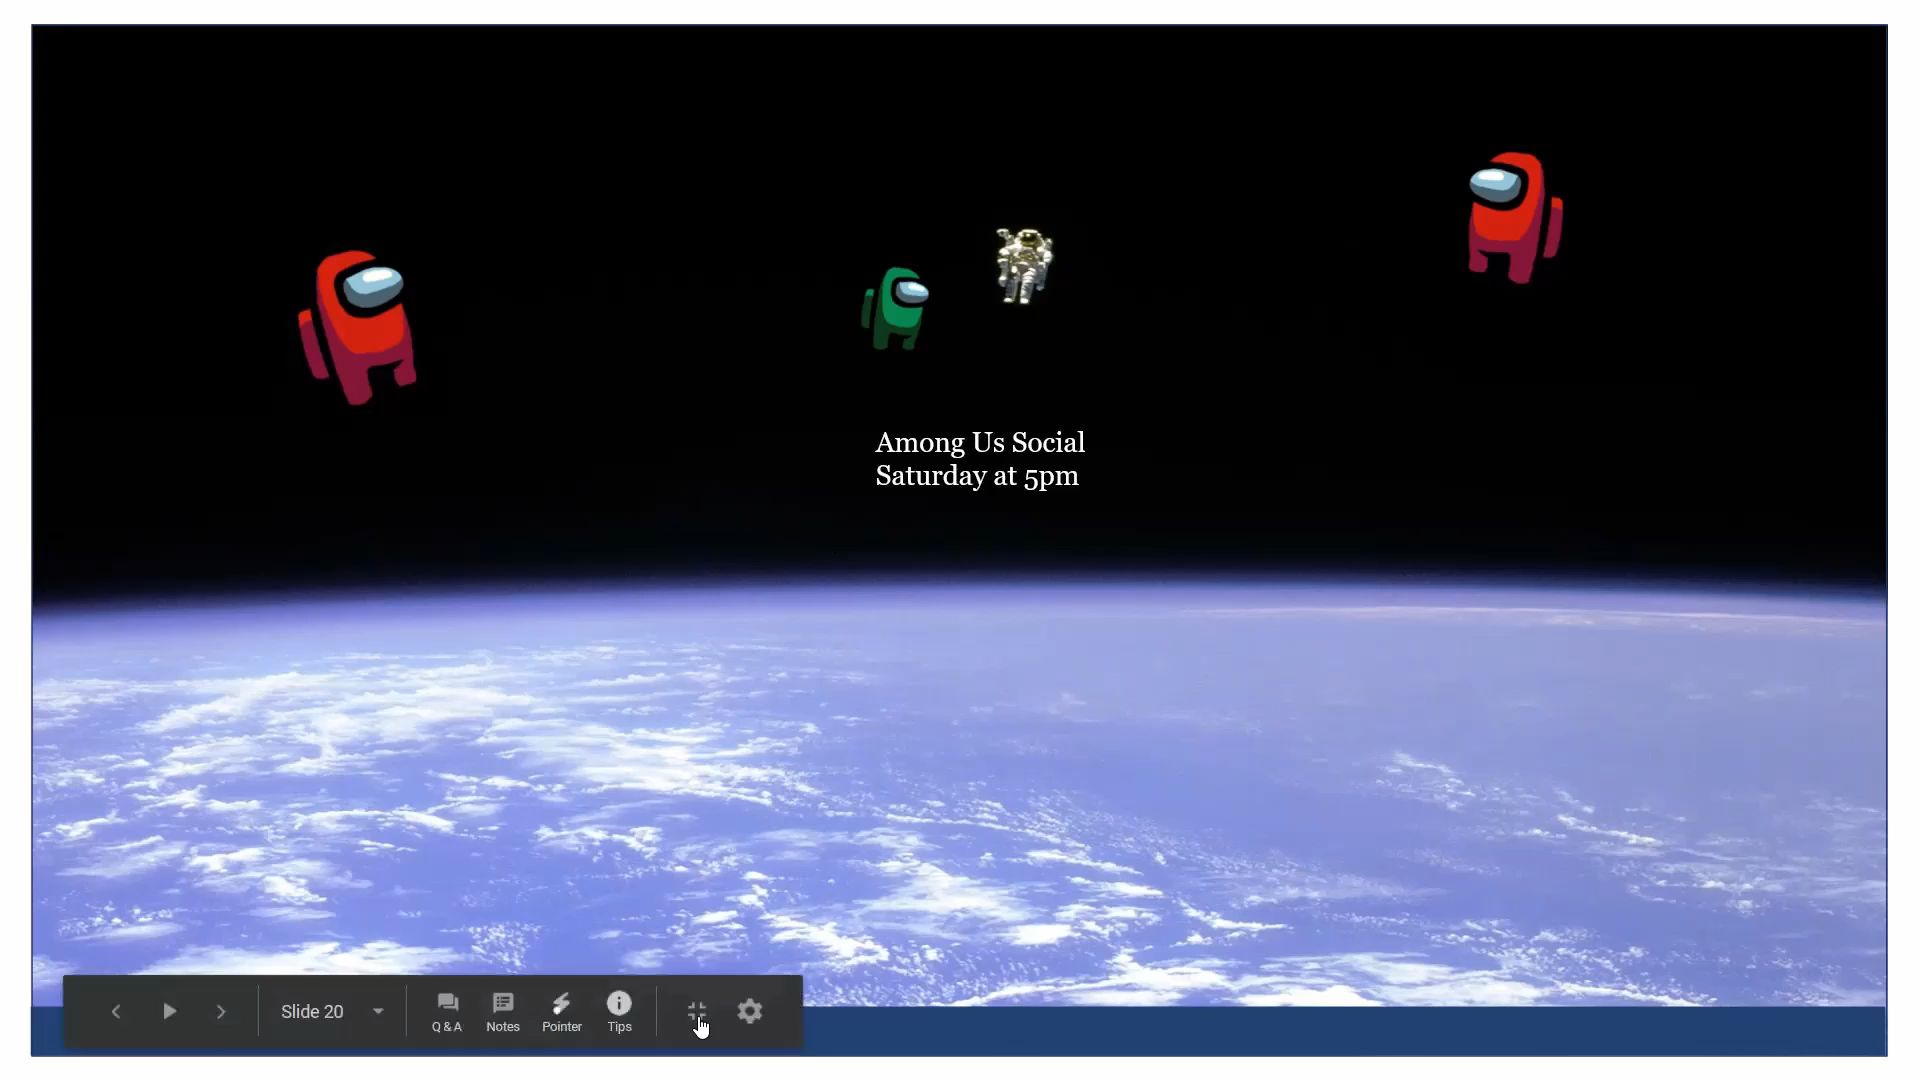 Among Us Social
Saturday at 5pm
Slide 20
Q & A
Notes
Pointer
Tips